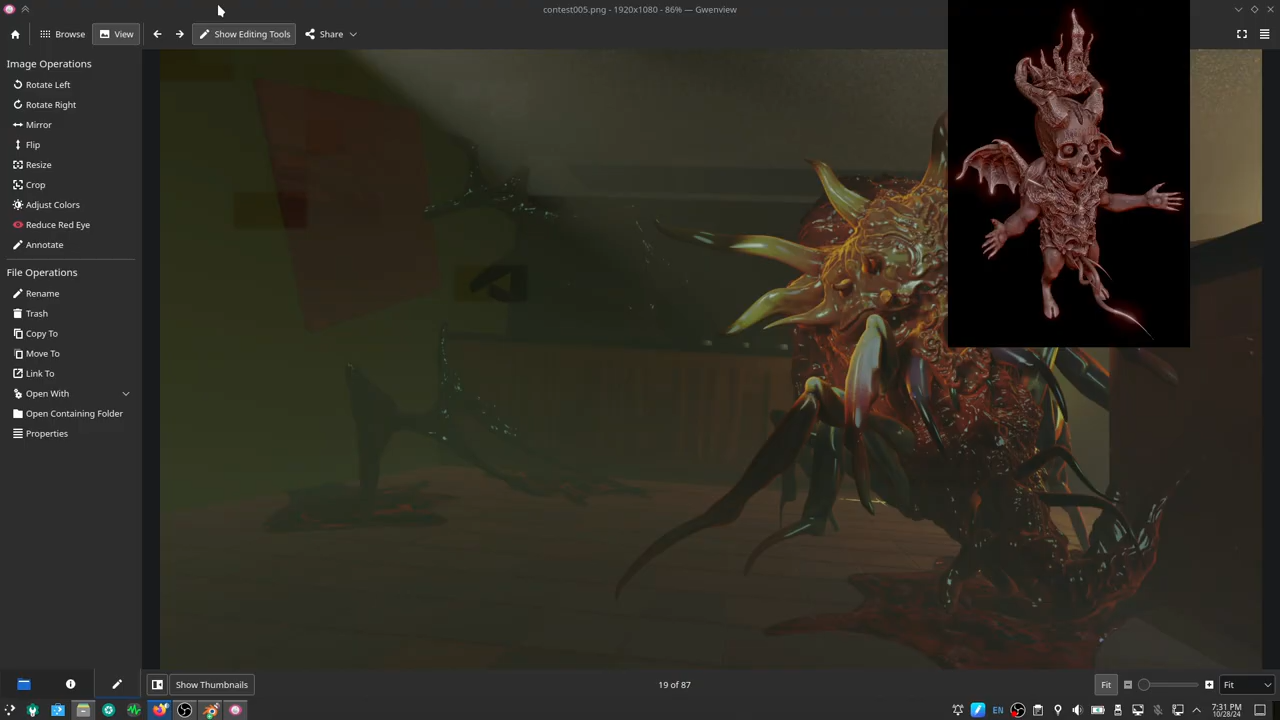 contest005.png - 1920x1080 - 86% — Gwenview
Browse View Show Editing Tools Share
Image Operations
Rotate Left
Rotate Right
Mirror
Flip
Resize
Crop
Adjust Colors
Reduce Red Eye
Annotate
File Operations
Rename
Trash
Copy To
Move To
Link To
Open With
Open Containing Folder
Properties
Show Thumbnails 19 of 87 Fit Fit
EN 7:31 PM
10/28/24